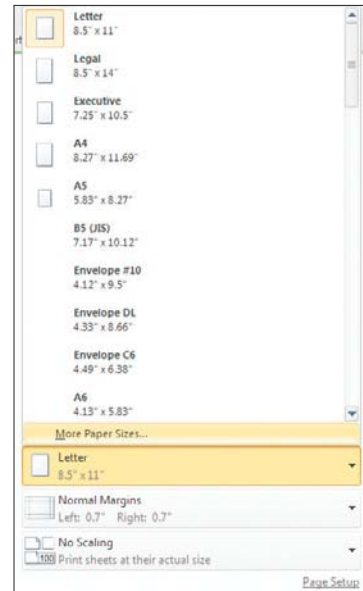 Letter
8.5" x 11"
Legal
8.5" x 14"
Executive
7.25" x 10.5"
A4
8.27" x 11.69"
A5
5.83" x 8.27"
B5 (JIS)
7.17" x 10.12"
Envelope #10
4.12" x 9.5"
Envelope DL
4.33" x 8.66"
Envelope C6
4.49" x 6.38"
A6
4.13" x 5.83"
More Paper Sizes...
Letter
8.5" x 11"
Normal Margins
Left: 0.7" Right: 0.7"
No Scaling
100 Print sheets at their actual size
Page Setup